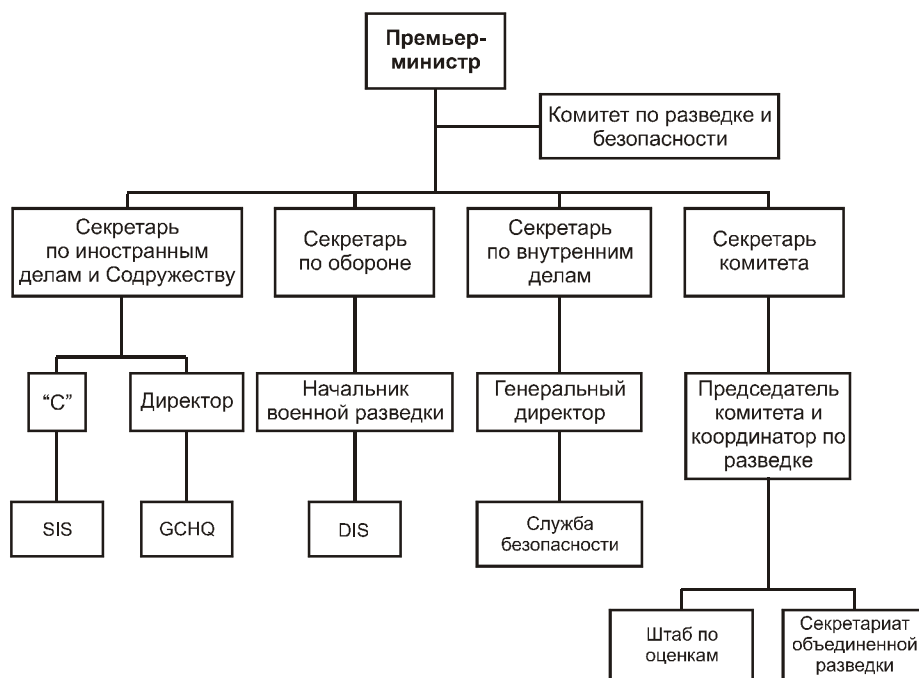 Премьер-
министр
Комитет по разведке и
безопасности
Секретарь
по иностранным
делам и Содружеству
Секретарь
по обороне
Секретарь
по внутренним
делам
Секретарь
комитета
“С”
Директор
Начальник
военной разведки
Генеральный
директор
Председатель
комитета и
координатор по
разведке
SIS
GCHQ
DIS
Служба
безопасности
Штаб по
оценкам
Секретариат
объединенной
разведки